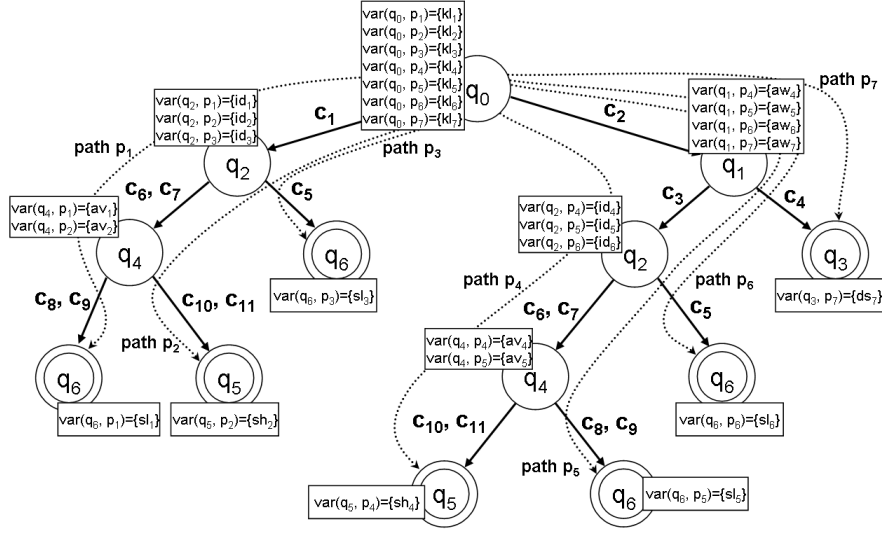 var(q0, p1)={kl1}
var(q0, p2)={kl2}
var(q0, p3)={kl3}
var(q0, p4)={kl4}
var(q0, p5)={kl5}
var(q0, p6)={kl6}
var(q0, p7)={kl7}
q0
path p7
var(q2, p1)={id1}
var(q2, p2)={id2}
var(q2, p3)={id3}
c1
c2
var(q1, p4)={aw4}
var(q1, p5)={aw5}
var(q1, p6)={aw6}
var(q1, p7)={aw7}
path p1
path p3
q2
q1
c6, c7
c5
c3
c4
var(q4, p1)={av1}
var(q4, p2)={av2}
var(q2, p4)={id4}
var(q2, p5)={id5}
var(q2, p6)={id6}
q4
q6
q2
q3
var(q6, p3)={sl3}
var(q3, p7)={ds7}
path p4
path p6
c8, c9
c10, c11
c6, c7
c5
path p2
var(q4, p4)={av4}
var(q4, p5)={av5}
q6
q5
q4
q6
var(q6, p1)={sl1}
var(q5, p2)={sh2}
var(q6, p6)={sl6}
c10, c11
c8, c9
path p5
var(q5, p4)={sh4}
q5
q6
var(q6, p5)={sl5}